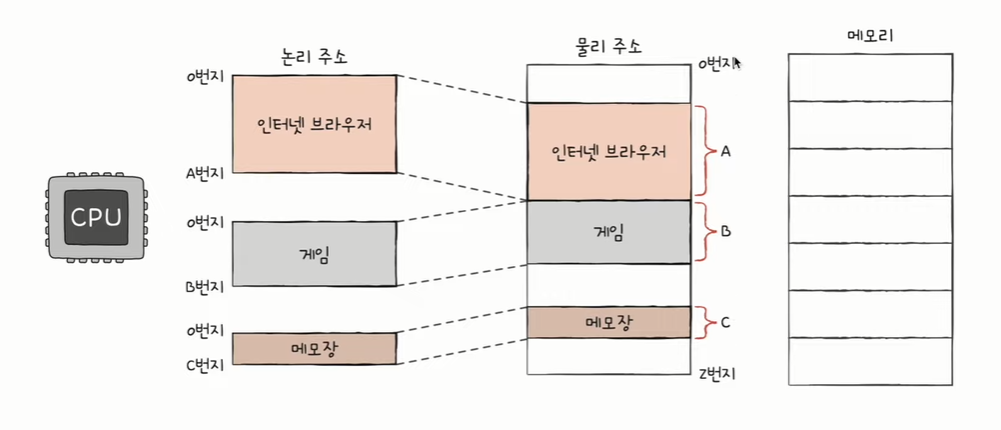 논리 주소
물리 주소
메모리
0번지
인터넷 브라우저
A번지
0번지
게임
B번지
0번지
메모장
C번지
CPU
0번지
인터넷 브라우저
A
게임
B
메모장
C
Z번지